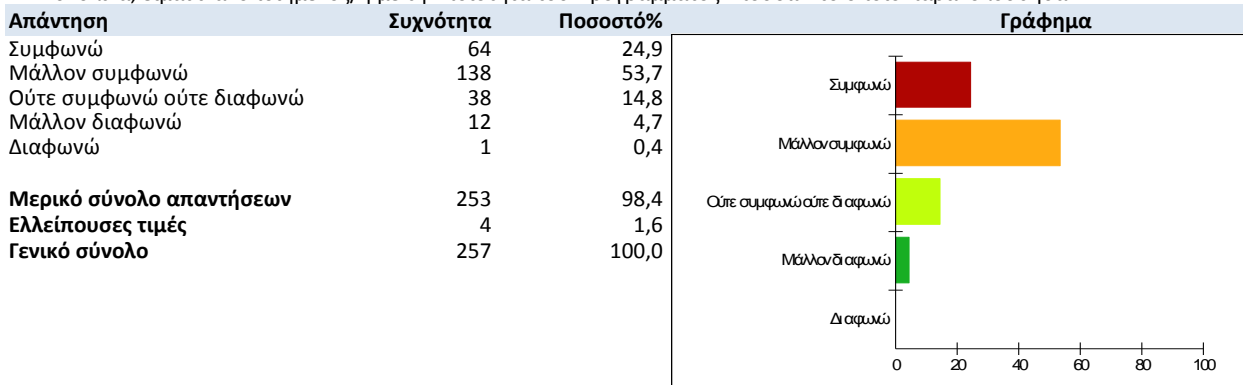 Απάντηση Συχνότητα Ποσοστό% Γράφημα
Συμφωνώ 64 24,9
Μάλλον συμφωνώ 138 53,7
Ούτε συμφωνώ ούτε διαφωνώ 38 14,8
Μάλλον διαφωνώ 12 4,7
Διαφωνώ 1 0,4
Μερικό σύνολο απαντήσεων 253 98,4
Ελλείπουσες τιμές 4 1,6
Γενικό σύνολο 257 100,0
Συμφωνώ
Μάλλον συμφωνώ
Ούτε συμφωνώ ούτε διαφωνώ
Μάλλον διαφωνώ
Διαφωνώ
0 20 40 60 80 100